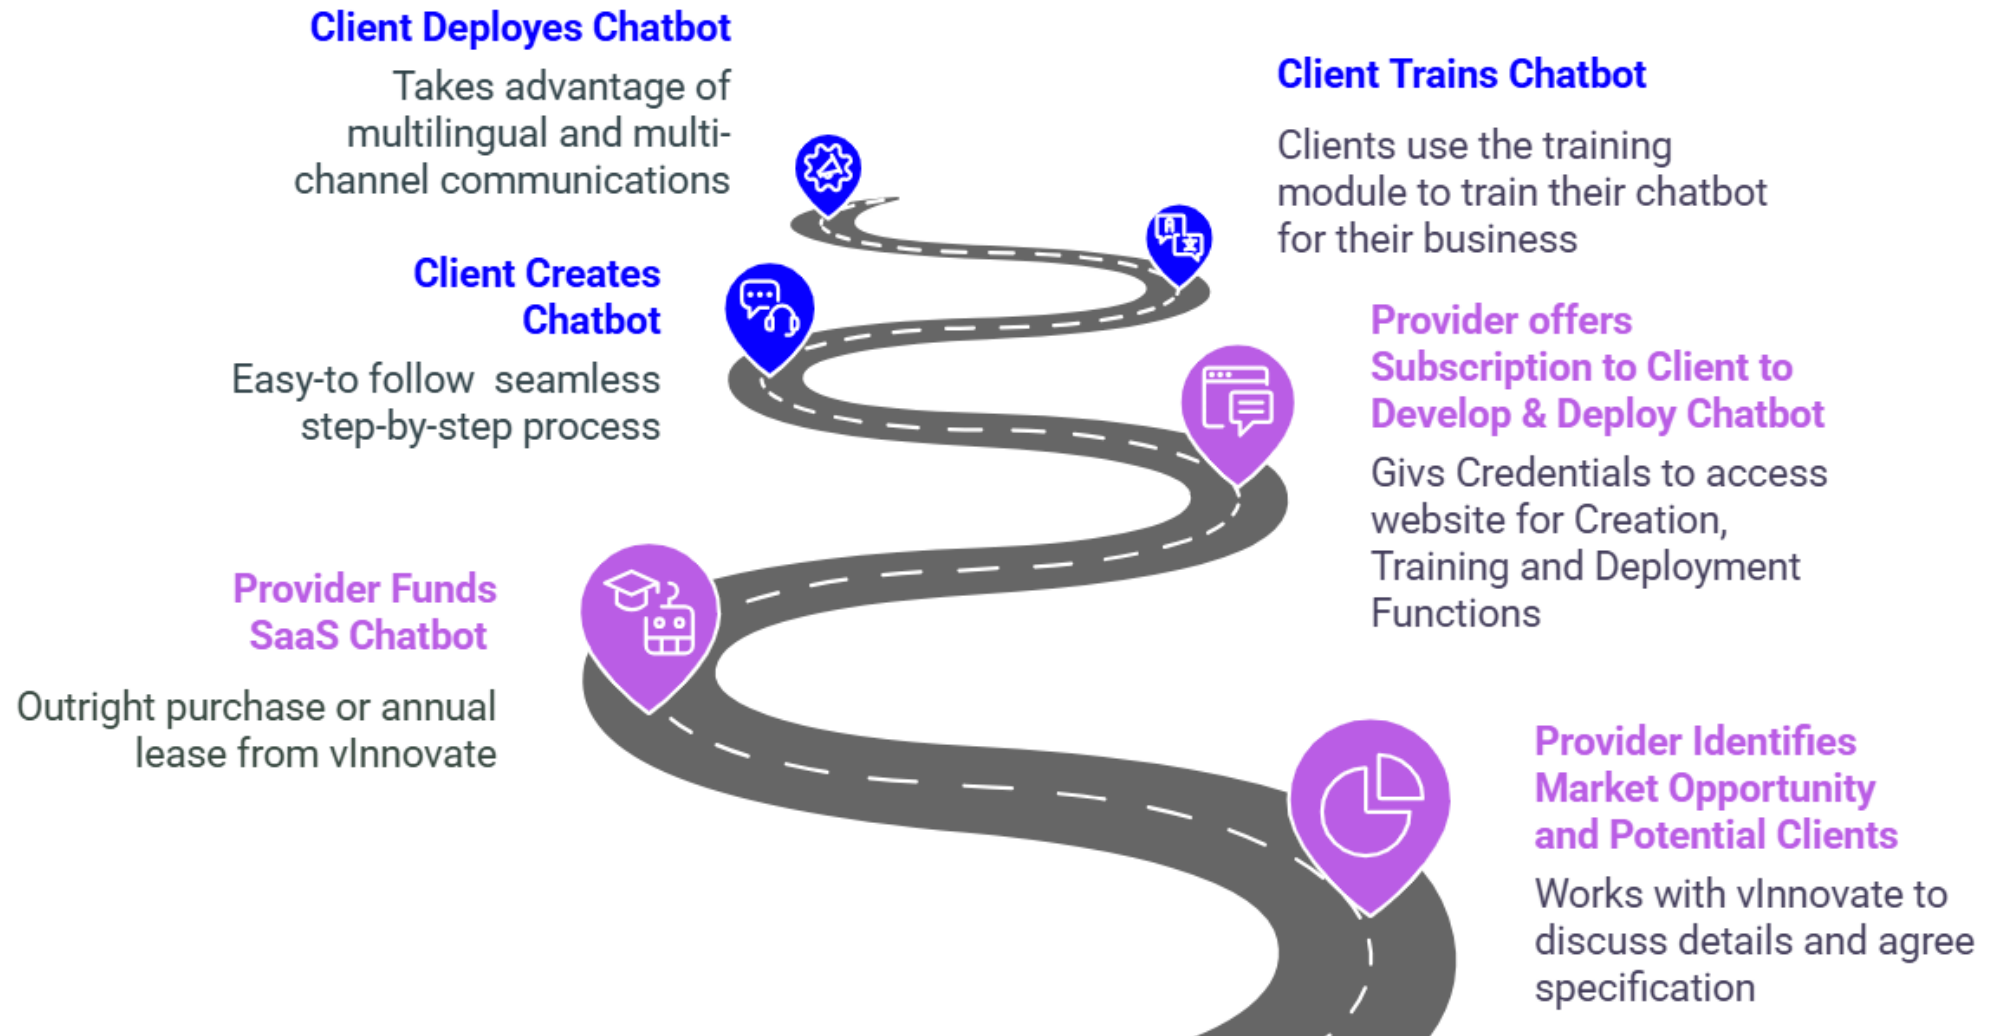 Client Deployes Chatbot
Takes advantage of
multilingual and multi-
channel communications
Client Trains Chatbot
Clients use the training
module to train their chatbot
for their business
Client Creates
Chatbot
Easy-to follow  seamless
step-by-step process
Provider offers
Subscription to Client to
Develop & Deploy Chatbot
Givs Credentials to access
website for Creation,
Training and Deployment
Functions
Provider Funds
SaaS Chatbot
Outright purchase or annual
lease from vInnovate
Provider Identifies
Market Opportunity
and Potential Clients
Works with vInnovate to
discuss details and agree
specification